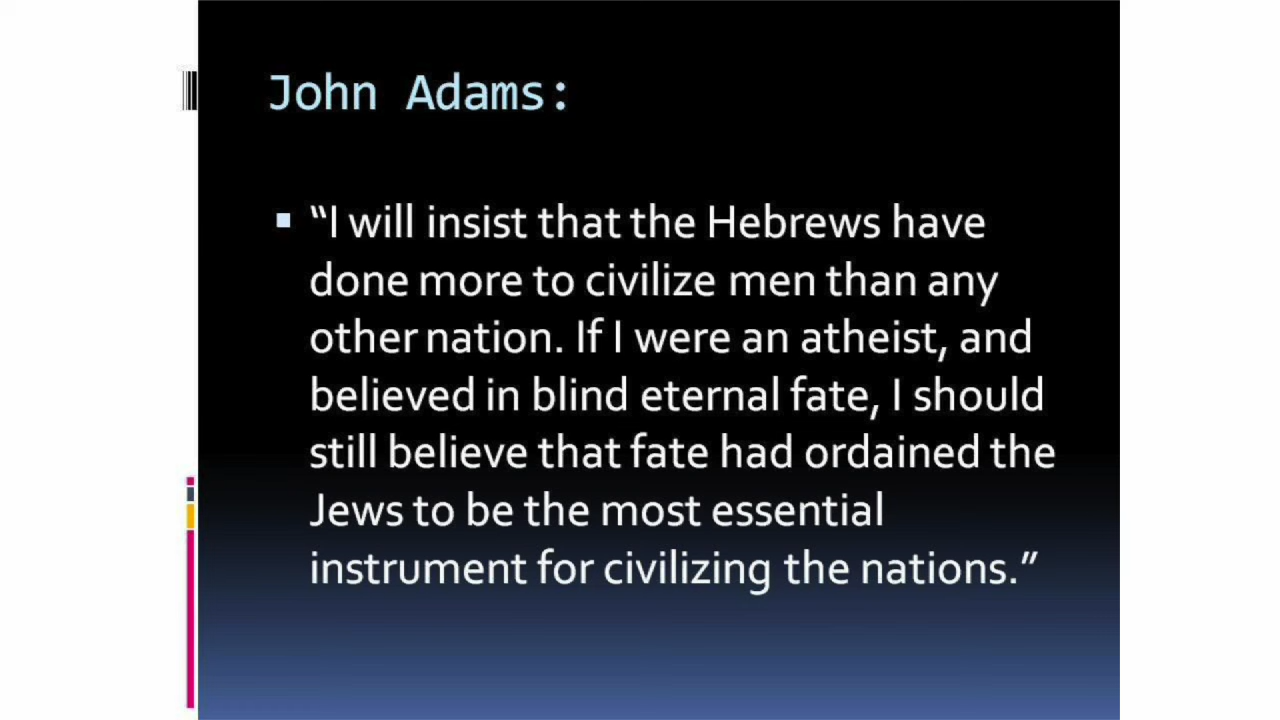 John Adams:
“I will insist that the Hebrews have
done more to civilize men than any
other nation. If I were an atheist, and
believed in blind eternal fate, I should
still believe that fate had ordained the
Jews to be the most essential
instrument for civilizing the nations.”